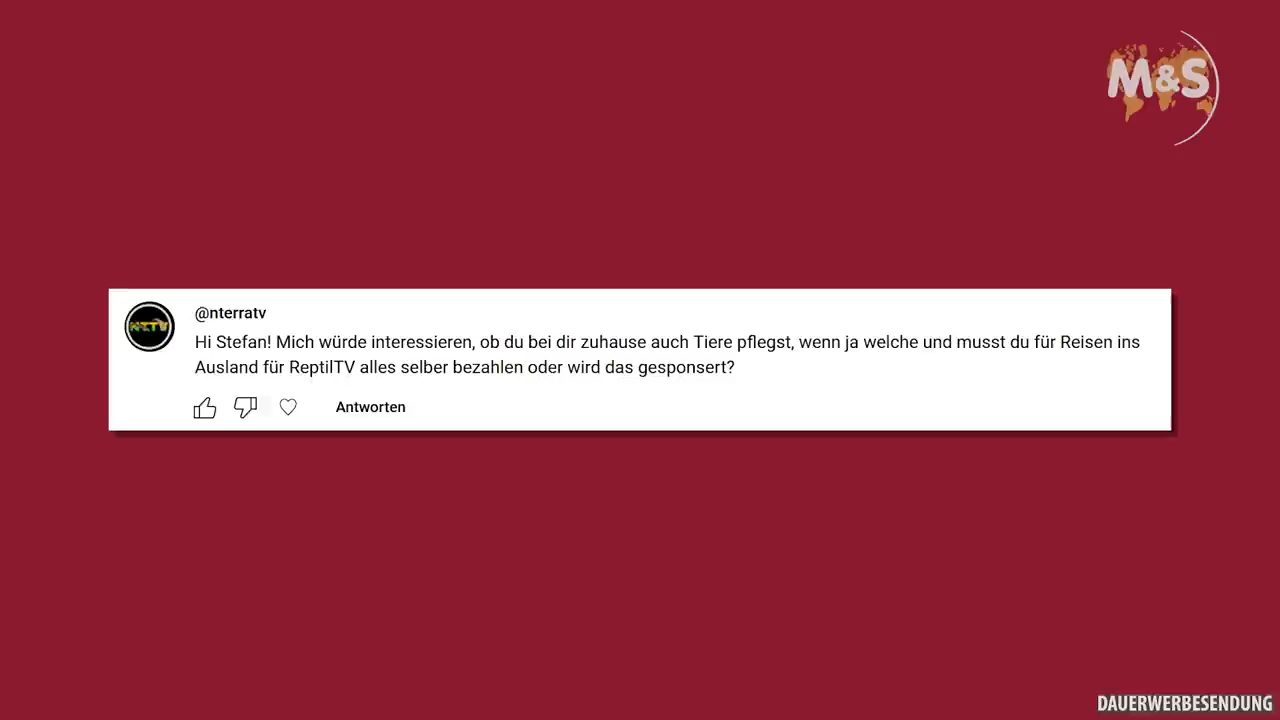 M&S
NTTV
@nterratv
Hi Stefan! Mich würde interessieren, ob du bei dir zuhause auch Tiere pflegst, wenn ja welche und musst du für Reisen ins
Ausland für ReptilTV alles selber bezahlen oder wird das gesponsert?
Antworten
DAUERWERBESENDUNG